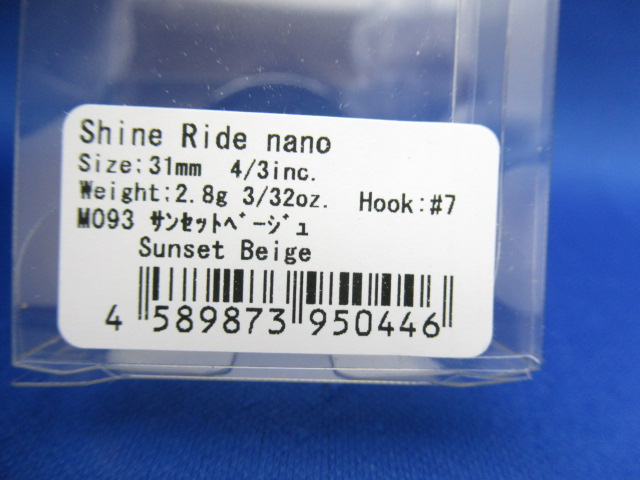 Shine Ride nano
Size:31mm 4/3inc.
Weight:2.8g 3/32oz. Hook:#7
M093 ｻﾝｾｯﾄﾍﾞｰｼﾞｭ
Sunset Beige
4 589873 950446